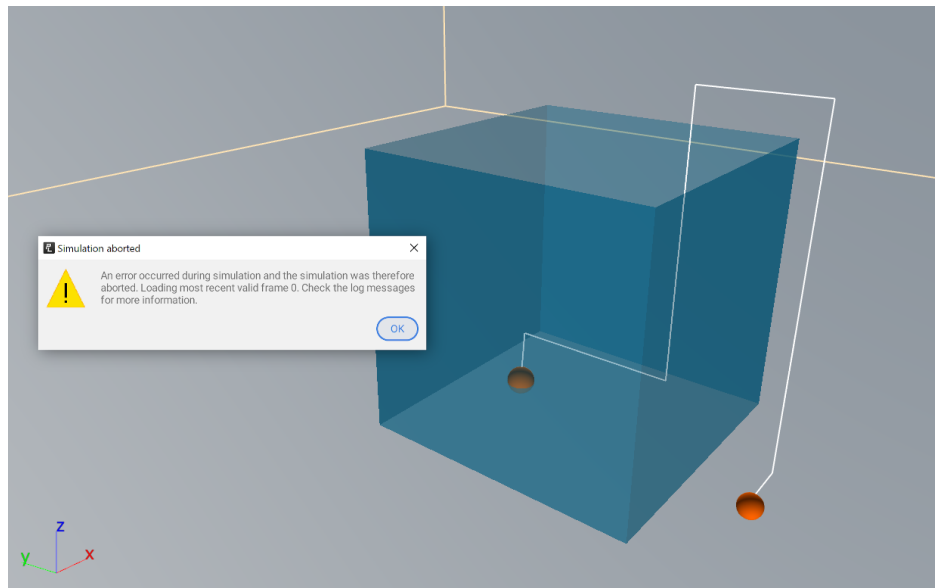 Simulation aborted
An error occurred during simulation and the simulation was therefore
aborted. Loading most recent valid frame 0. Check the log messages
for more information.
OK
z
y
x